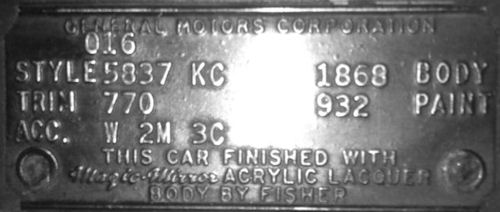 GENERAL MOTORS CORPORATION
016
STYLE 5837 KC 1868 BODY
TRIM 770 932 PAINT
ACC. W 2M 3C
THIS CAR FINISHED WITH
Magic-Mirror ACRYLIC LACQUER
BODY BY FISHER